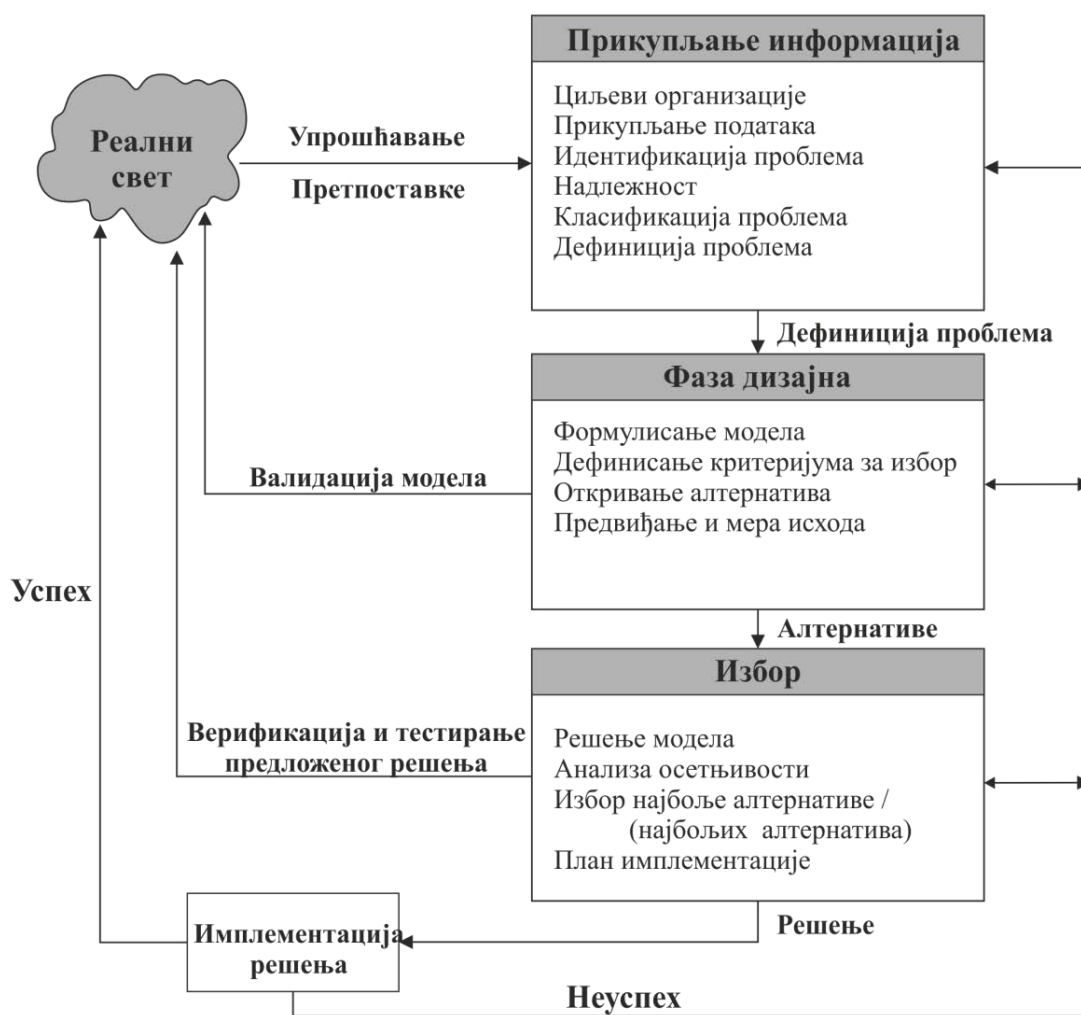 Прикупљање информација
Циљеви организације
Прикупљање података
Идентификација проблема
Надлежност
Класификација проблема
Дефиниција проблема
Реални
свет
Упрошћавање
Претпоставке
Дефиниција проблема
Фаза дизајна
Формулисање модела
Дефинисање критеријума за избор
Откривање алтернатива
Предвиђање и мера исхода
Валидација модела
Успех
Алтернативе
Избор
Решење модела
Анализа осетњивости
Избор најбоље алтернативе /
(најбољих алтернатива)
План имплементације
Верификација и тестирање
предложеног решења
Решење
Имплементација
решења
Неуспех